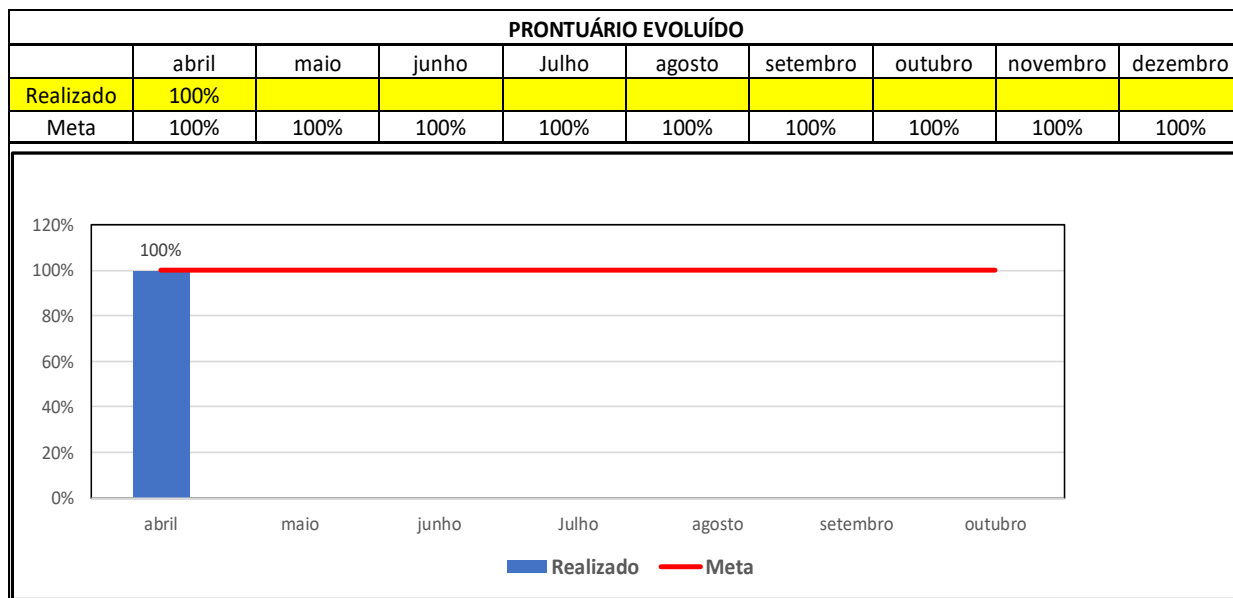 PRONTUÁRIO EVOLUÍDO
abril maio junho Julho agosto setembro outubro novembro dezembro
Realizado 100%
Meta 100% 100% 100% 100% 100% 100% 100% 100% 100%
120%
100%
100%
80%
60%
40%
20%
0%
abril maio junho Julho agosto setembro outubro
Realizado Meta